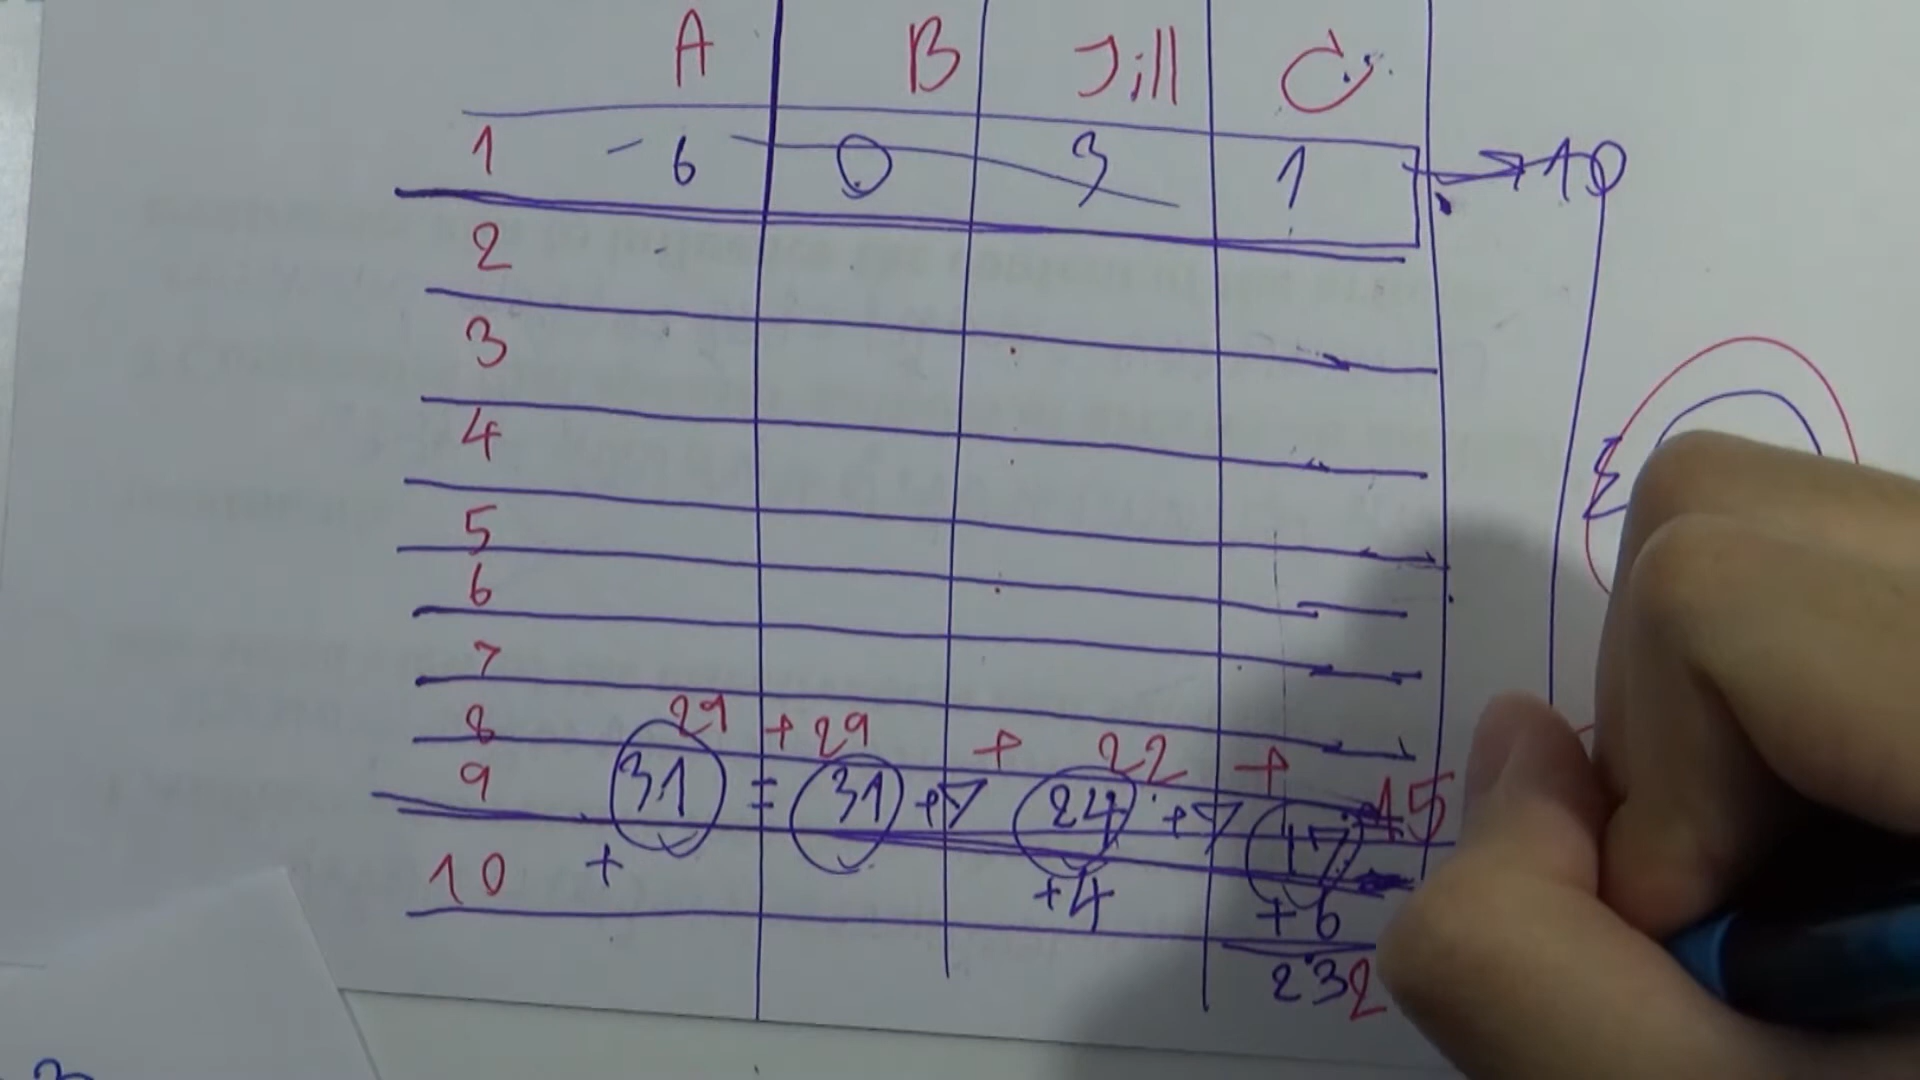 A B Jill C
1 - 6 0 3 1 → 10
2
3
4
5
6
7
8 29 + 29 + 22 + 15
9 31 = 31 +7 24 +7 17
10 + +4 +6
232